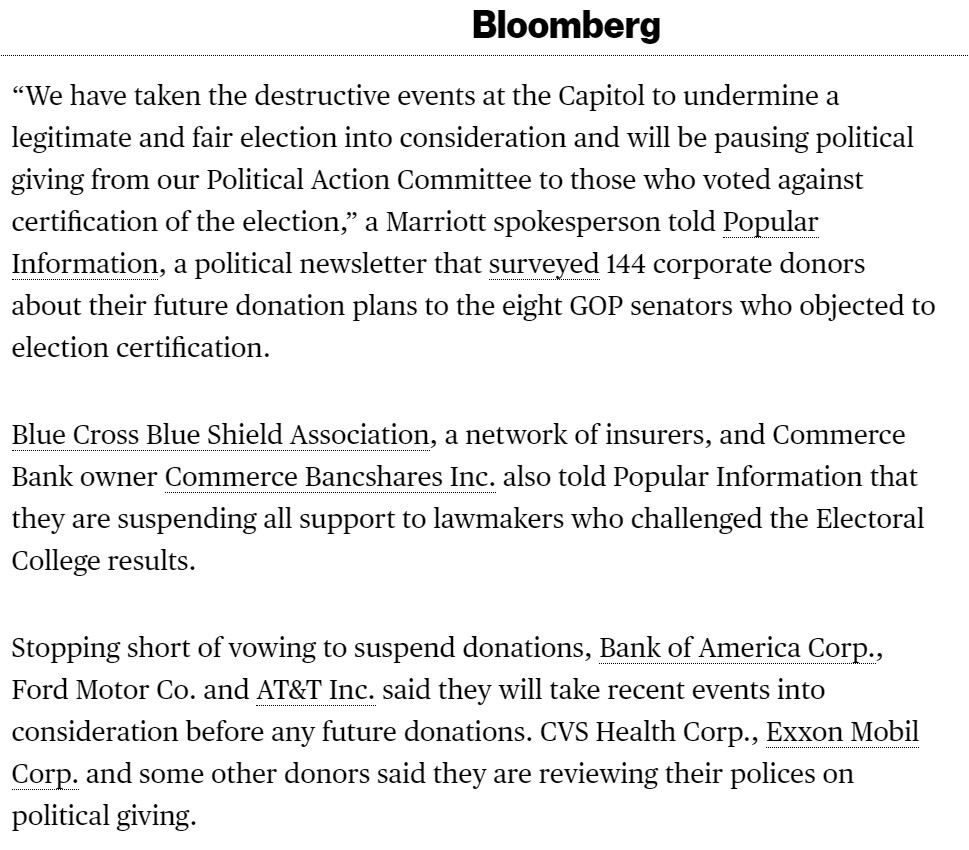 Bloomberg
“We have taken the destructive events at the Capitol to undermine a
legitimate and fair election into consideration and will be pausing political
giving from our Political Action Committee to those who voted against
certification of the election,” a Marriott spokesperson told Popular
Information, a political newsletter that surveyed 144 corporate donors
about their future donation plans to the eight GOP senators who objected to
election certification.
Blue Cross Blue Shield Association, a network of insurers, and Commerce
Bank owner Commerce Bancshares Inc. also told Popular Information that
they are suspending all support to lawmakers who challenged the Electoral
College results.
Stopping short of vowing to suspend donations, Bank of America Corp.,
Ford Motor Co. and AT&T Inc. said they will take recent events into
consideration before any future donations. CVS Health Corp., Exxon Mobil
Corp. and some other donors said they are reviewing their polices on
political giving.